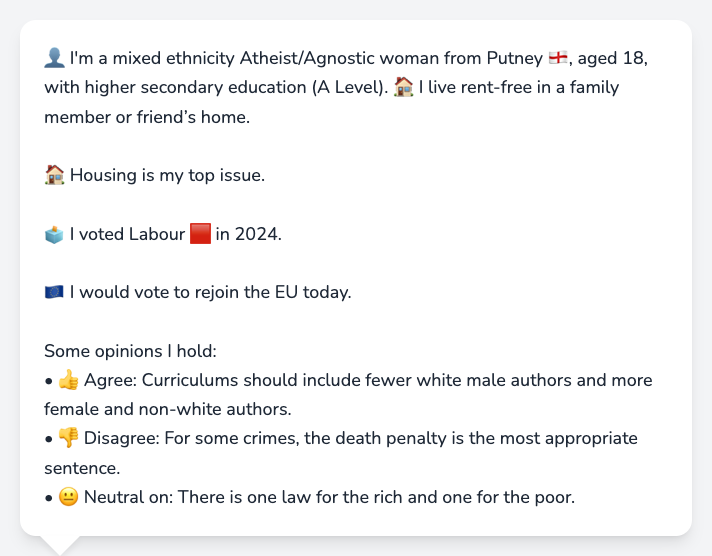 👤 I'm a mixed ethnicity Atheist/Agnostic woman from Putney 🏴󠁧󠁢󠁥󠁮󠁧󠁿, aged 18,
with higher secondary education (A Level). 🏠 I live rent-free in a family
member or friend’s home.
🏠 Housing is my top issue.
🗳️ I voted Labour 🟥 in 2024.
🇪🇺 I would vote to rejoin the EU today.
Some opinions I hold:
• 👍 Agree: Curriculums should include fewer white male authors and more
female and non-white authors.
• 👎 Disagree: For some crimes, the death penalty is the most appropriate
sentence.
• 😐 Neutral on: There is one law for the rich and one for the poor.